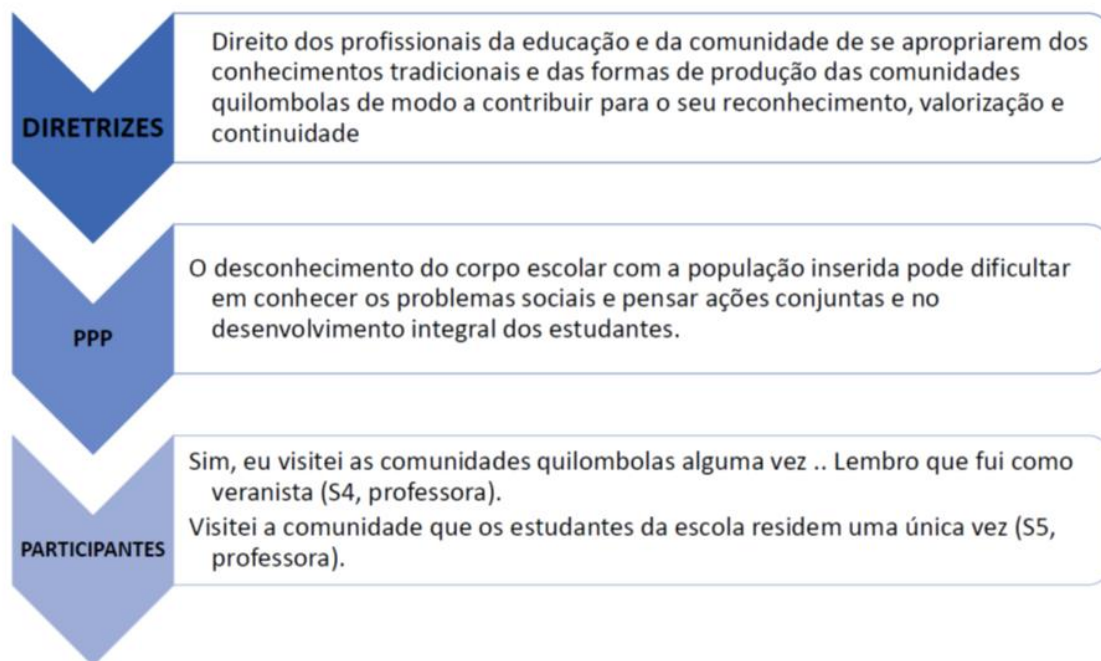 DIRETRIZES
Direito dos profissionais da educação e da comunidade de se apropriarem dos
conhecimentos tradicionais e das formas de produção das comunidades
quilombolas de modo a contribuir para o seu reconhecimento, valorização e
continuidade
PPP
O desconhecimento do corpo escolar com a população inserida pode dificultar
em conhecer os problemas sociais e pensar ações conjuntas e no
desenvolvimento integral dos estudantes.
PARTICIPANTES
Sim, eu visitei as comunidades quilombolas alguma vez .. Lembro que fui como
veranista (S4, professora).
Visitei a comunidade que os estudantes da escola residem uma única vez (S5,
professora).